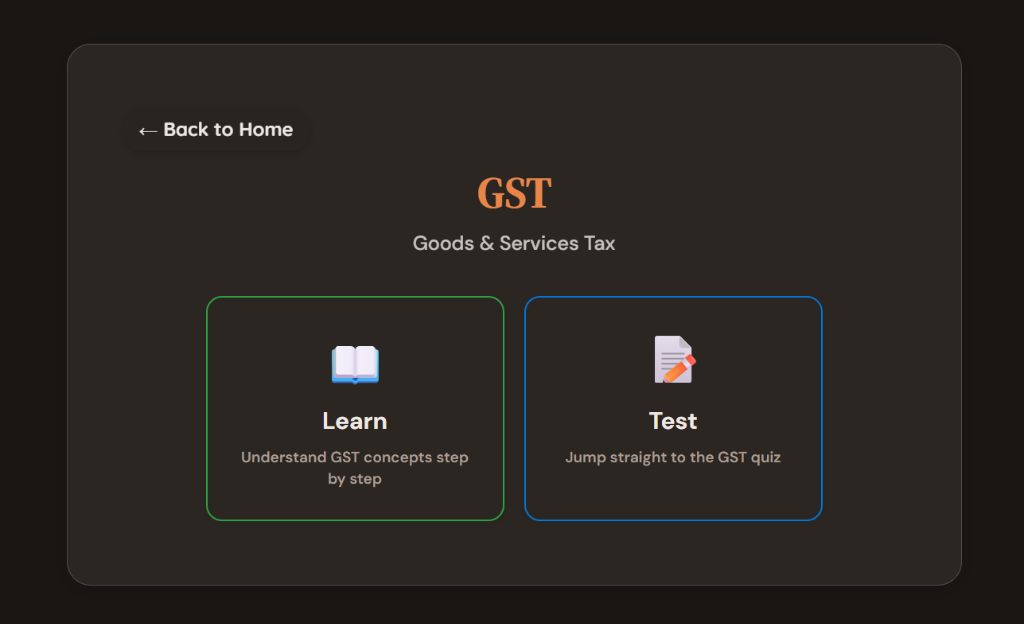 ← Back to Home
GST
Goods & Services Tax
Learn
Understand GST concepts step
by step
Test
Jump straight to the GST quiz